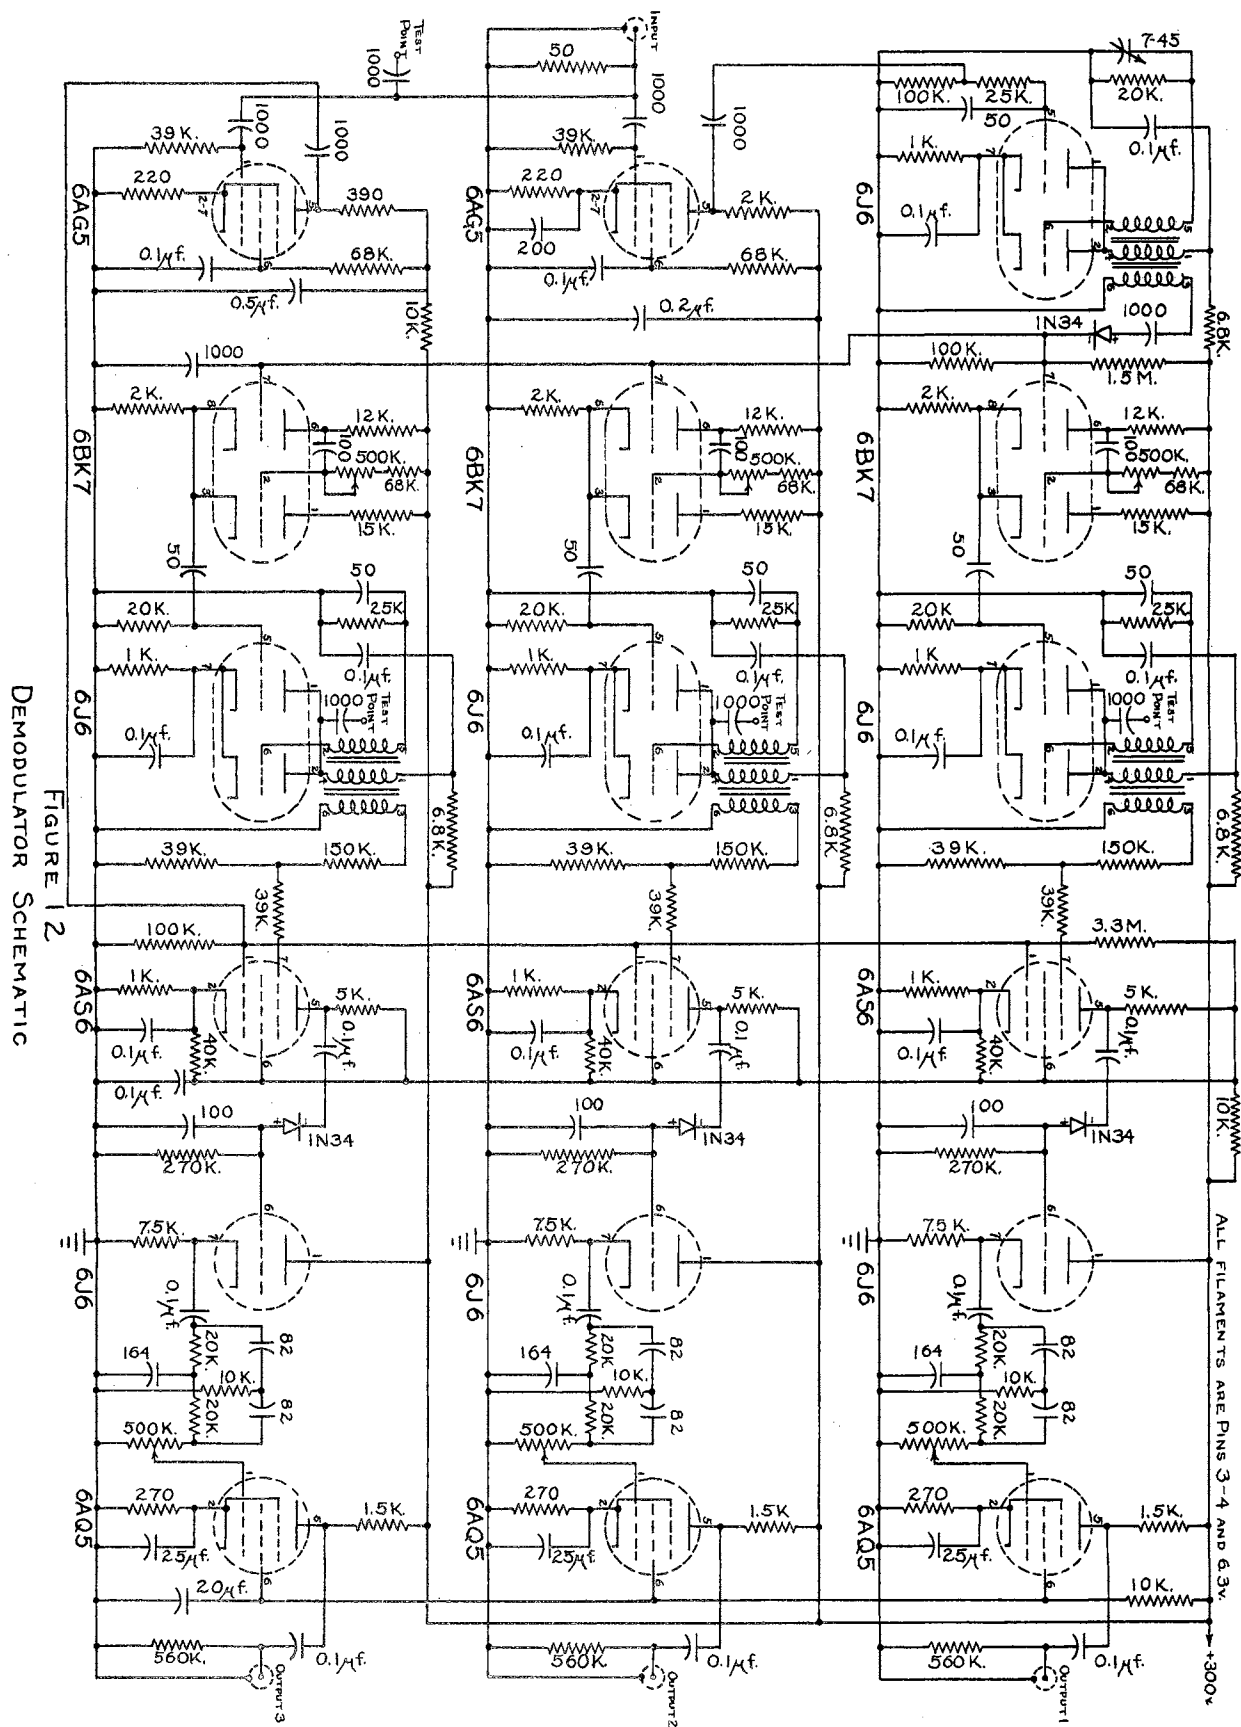 7-45
20K.
0.1μf.
100K.
25K.
50
1K.
0.1μf.
6J6
1000
1N34
6.8K.
100K.
1.5M.
2K.
12K.
100
500K.
68K.
15K.
6BK7
50
50
25K.
20K
0.1μf.
1K
1000
TEST
POINT
0.1μf.
6J6
6.8K.
39K.
150K.
39K.
3.3M.
1K.
5K.
0.1μf.
0.1μf.
40K
6AS6
10K.
100
1N34
270K.
7.5K.
6J6
0.1μf.
20K.
82
164
10K.
20K.
82
500K.
270
1.5K.
25μf.
6AQ5
10K.
560K.
0.1μf.
OUTPUT 1
+300v.
ALL FILAMENTS ARE PINS 3-4 AND 6.3v.
INPUT
50
1000
39K.
1000
220
200
2K.
6AG5
0.1μf.
68K.
0.2μf.
2K.
12K.
100
500K.
68K.
15K.
6BK7
50
50
25K.
20K.
0.1μf.
1K.
1000
TEST
POINT
0.1μf.
6J6
6.8K.
39K.
150K.
39K.
1K.
5K.
0.1μf.
0.1μf.
40K.
6AS6
100
1N34
270K.
7.5K.
6J6
0.1μf.
20K.
82
164
10K.
20K.
82
500K.
270
1.5K.
25μf.
6AQ5
560K.
0.1μf.
OUTPUT 2
TEST
POINT
1000
1000
1000
39K.
220
390
6AG5
0.1μf.
68K.
0.5μf.
10K.
1000
2K.
12K.
100
500K.
68K.
15K.
6BK7
50
50
25K.
20K.
0.1μf.
1K.
1000
TEST
POINT
0.1μf.
6J6
6.8K.
39K.
150K.
39K.
100K.
1K.
5K.
0.1μf.
0.1μf.
40K.
0.1μf.
6AS6
100
1N34
270K.
7.5K.
6J6
0.1μf.
20K.
82
164
10K.
20K.
82
500K.
270
1.5K.
25μf.
6AQ5
20μf.
560K.
0.1μf.
OUTPUT 3
FIGURE 12
DEMODULATOR SCHEMATIC